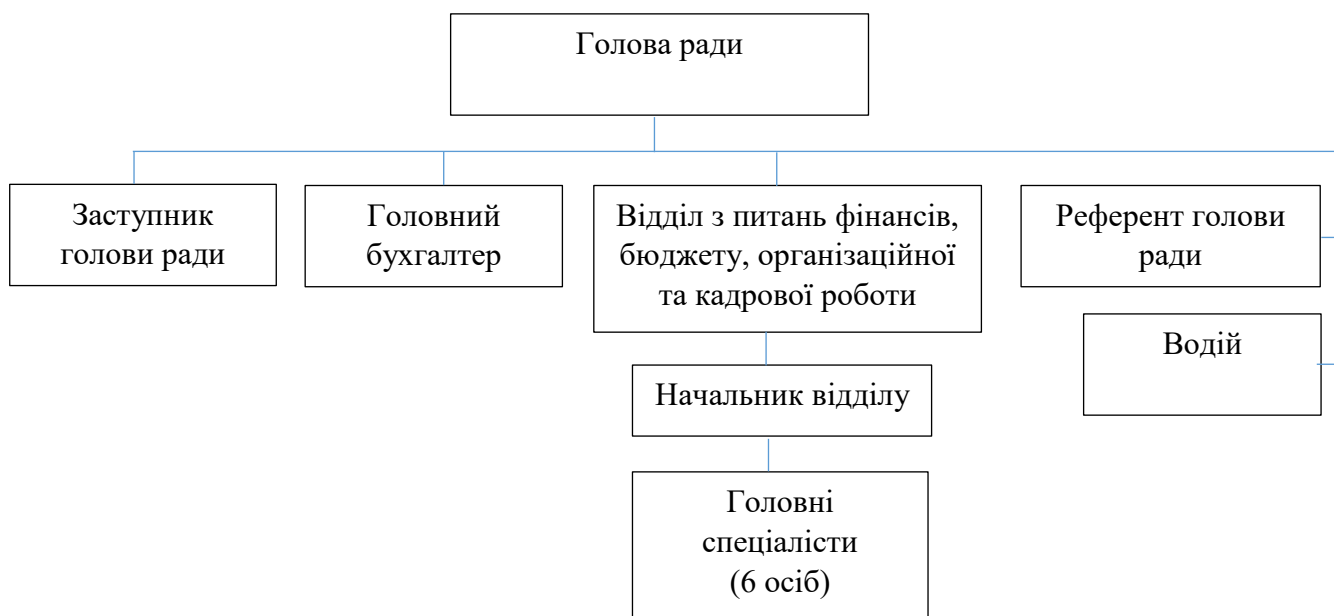 Голова ради
Заступник
голови ради
Головний
бухгалтер
Відділ з питань фінансів,
бюджету, організаційної
та кадрової роботи
Референт голови
ради
Водій
Начальник відділу
Головні
спеціалісти
(6 осіб)